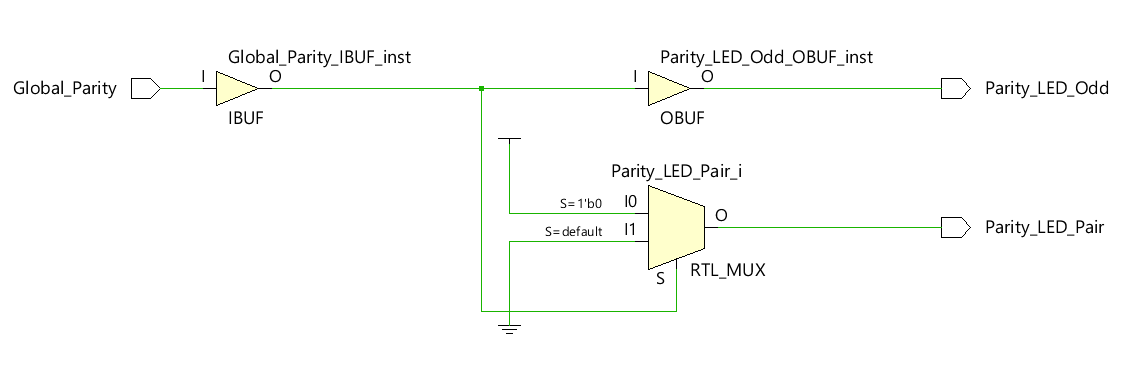 Global_Parity_IBUF_inst
Parity_LED_Odd_OBUF_inst
Global_Parity
I
O
I
O
Parity_LED_Odd
IBUF
OBUF
Parity_LED_Pair_i
S=1'b0
I0
O
S=default
I1
Parity_LED_Pair
S
RTL_MUX